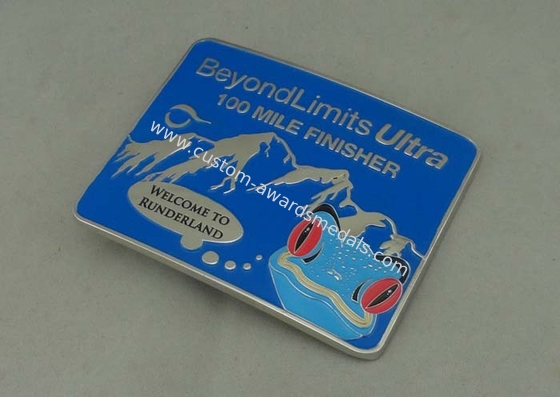 BeyondLimits Ultra
100 MILE FINISHER
www.custom-awardsmedals.com
WELCOME TO
RUNDERLAND